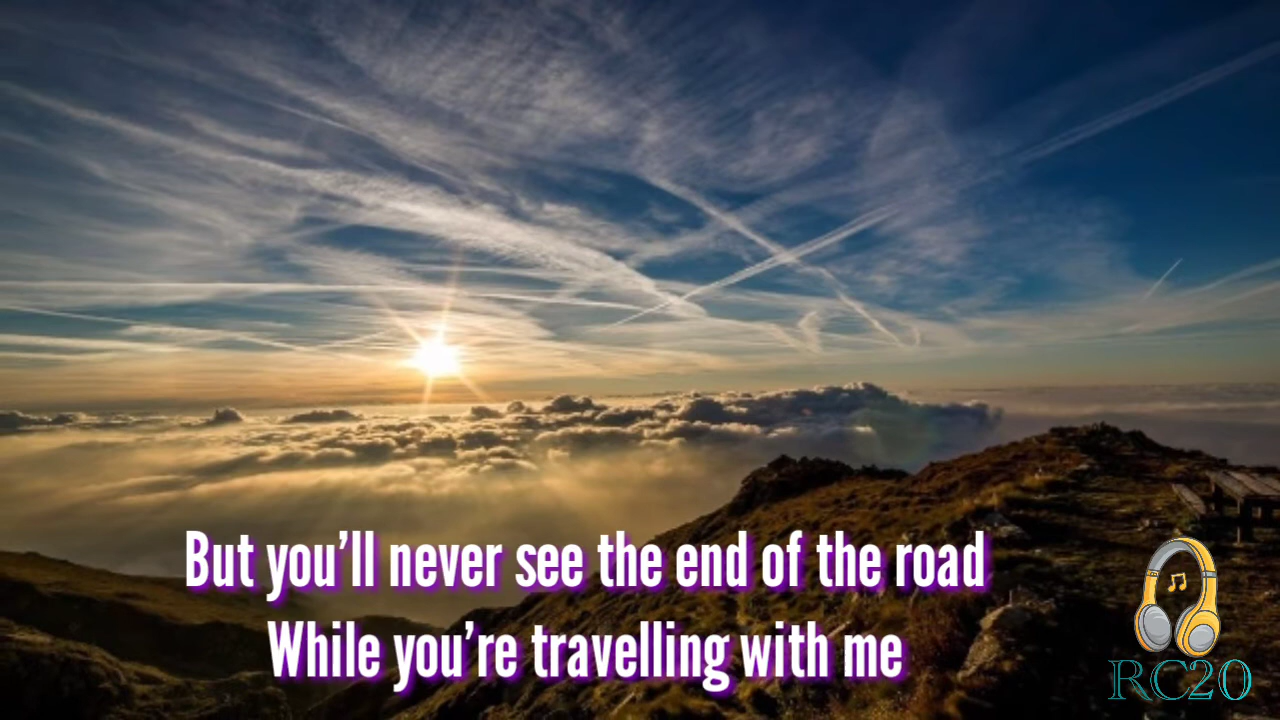 But you’ll never see the end of the road
While you’re travelling with me
RC20